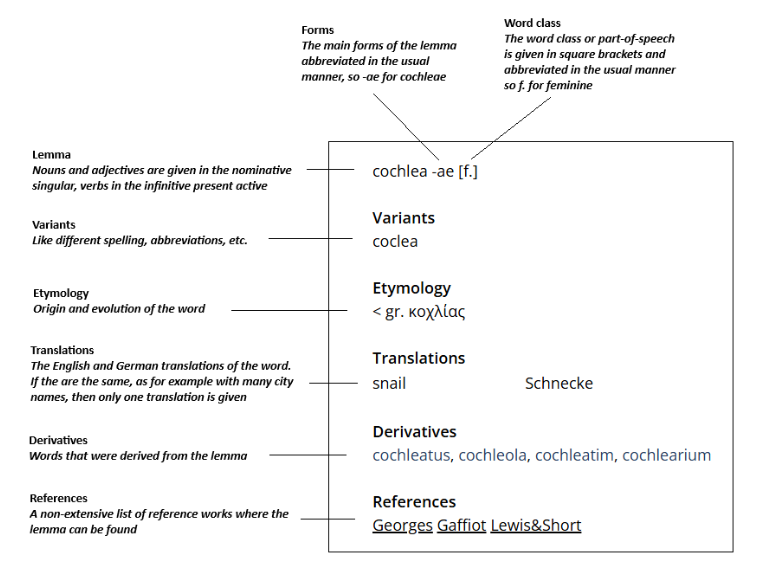 Forms
The main forms of the lemma
abbreviated in the usual
manner, so -ae for cochleae
Word class
The word class or part-of-speech
is given in square brackets and
abbreviated in the usual manner
so f. for feminine
Lemma
Nouns and adjectives are given in the nominative
singular, verbs in the infinitive present active
cochlea -ae [f.]
Variants
Like different spelling, abbreviations, etc.
Variants
coclea
Etymology
Origin and evolution of the word
Etymology
< gr. κοχλίας
Translations
The English and German translations of the word.
If the are the same, as for example with many city
names, then only one translation is given
Translations
snail Schnecke
Derivatives
Words that were derived from the lemma
Derivatives
cochleatus, cochleola, cochleatim, cochlearium
References
A non-extensive list of reference works where the
lemma can be found
References
Georges Gaffiot Lewis&Short